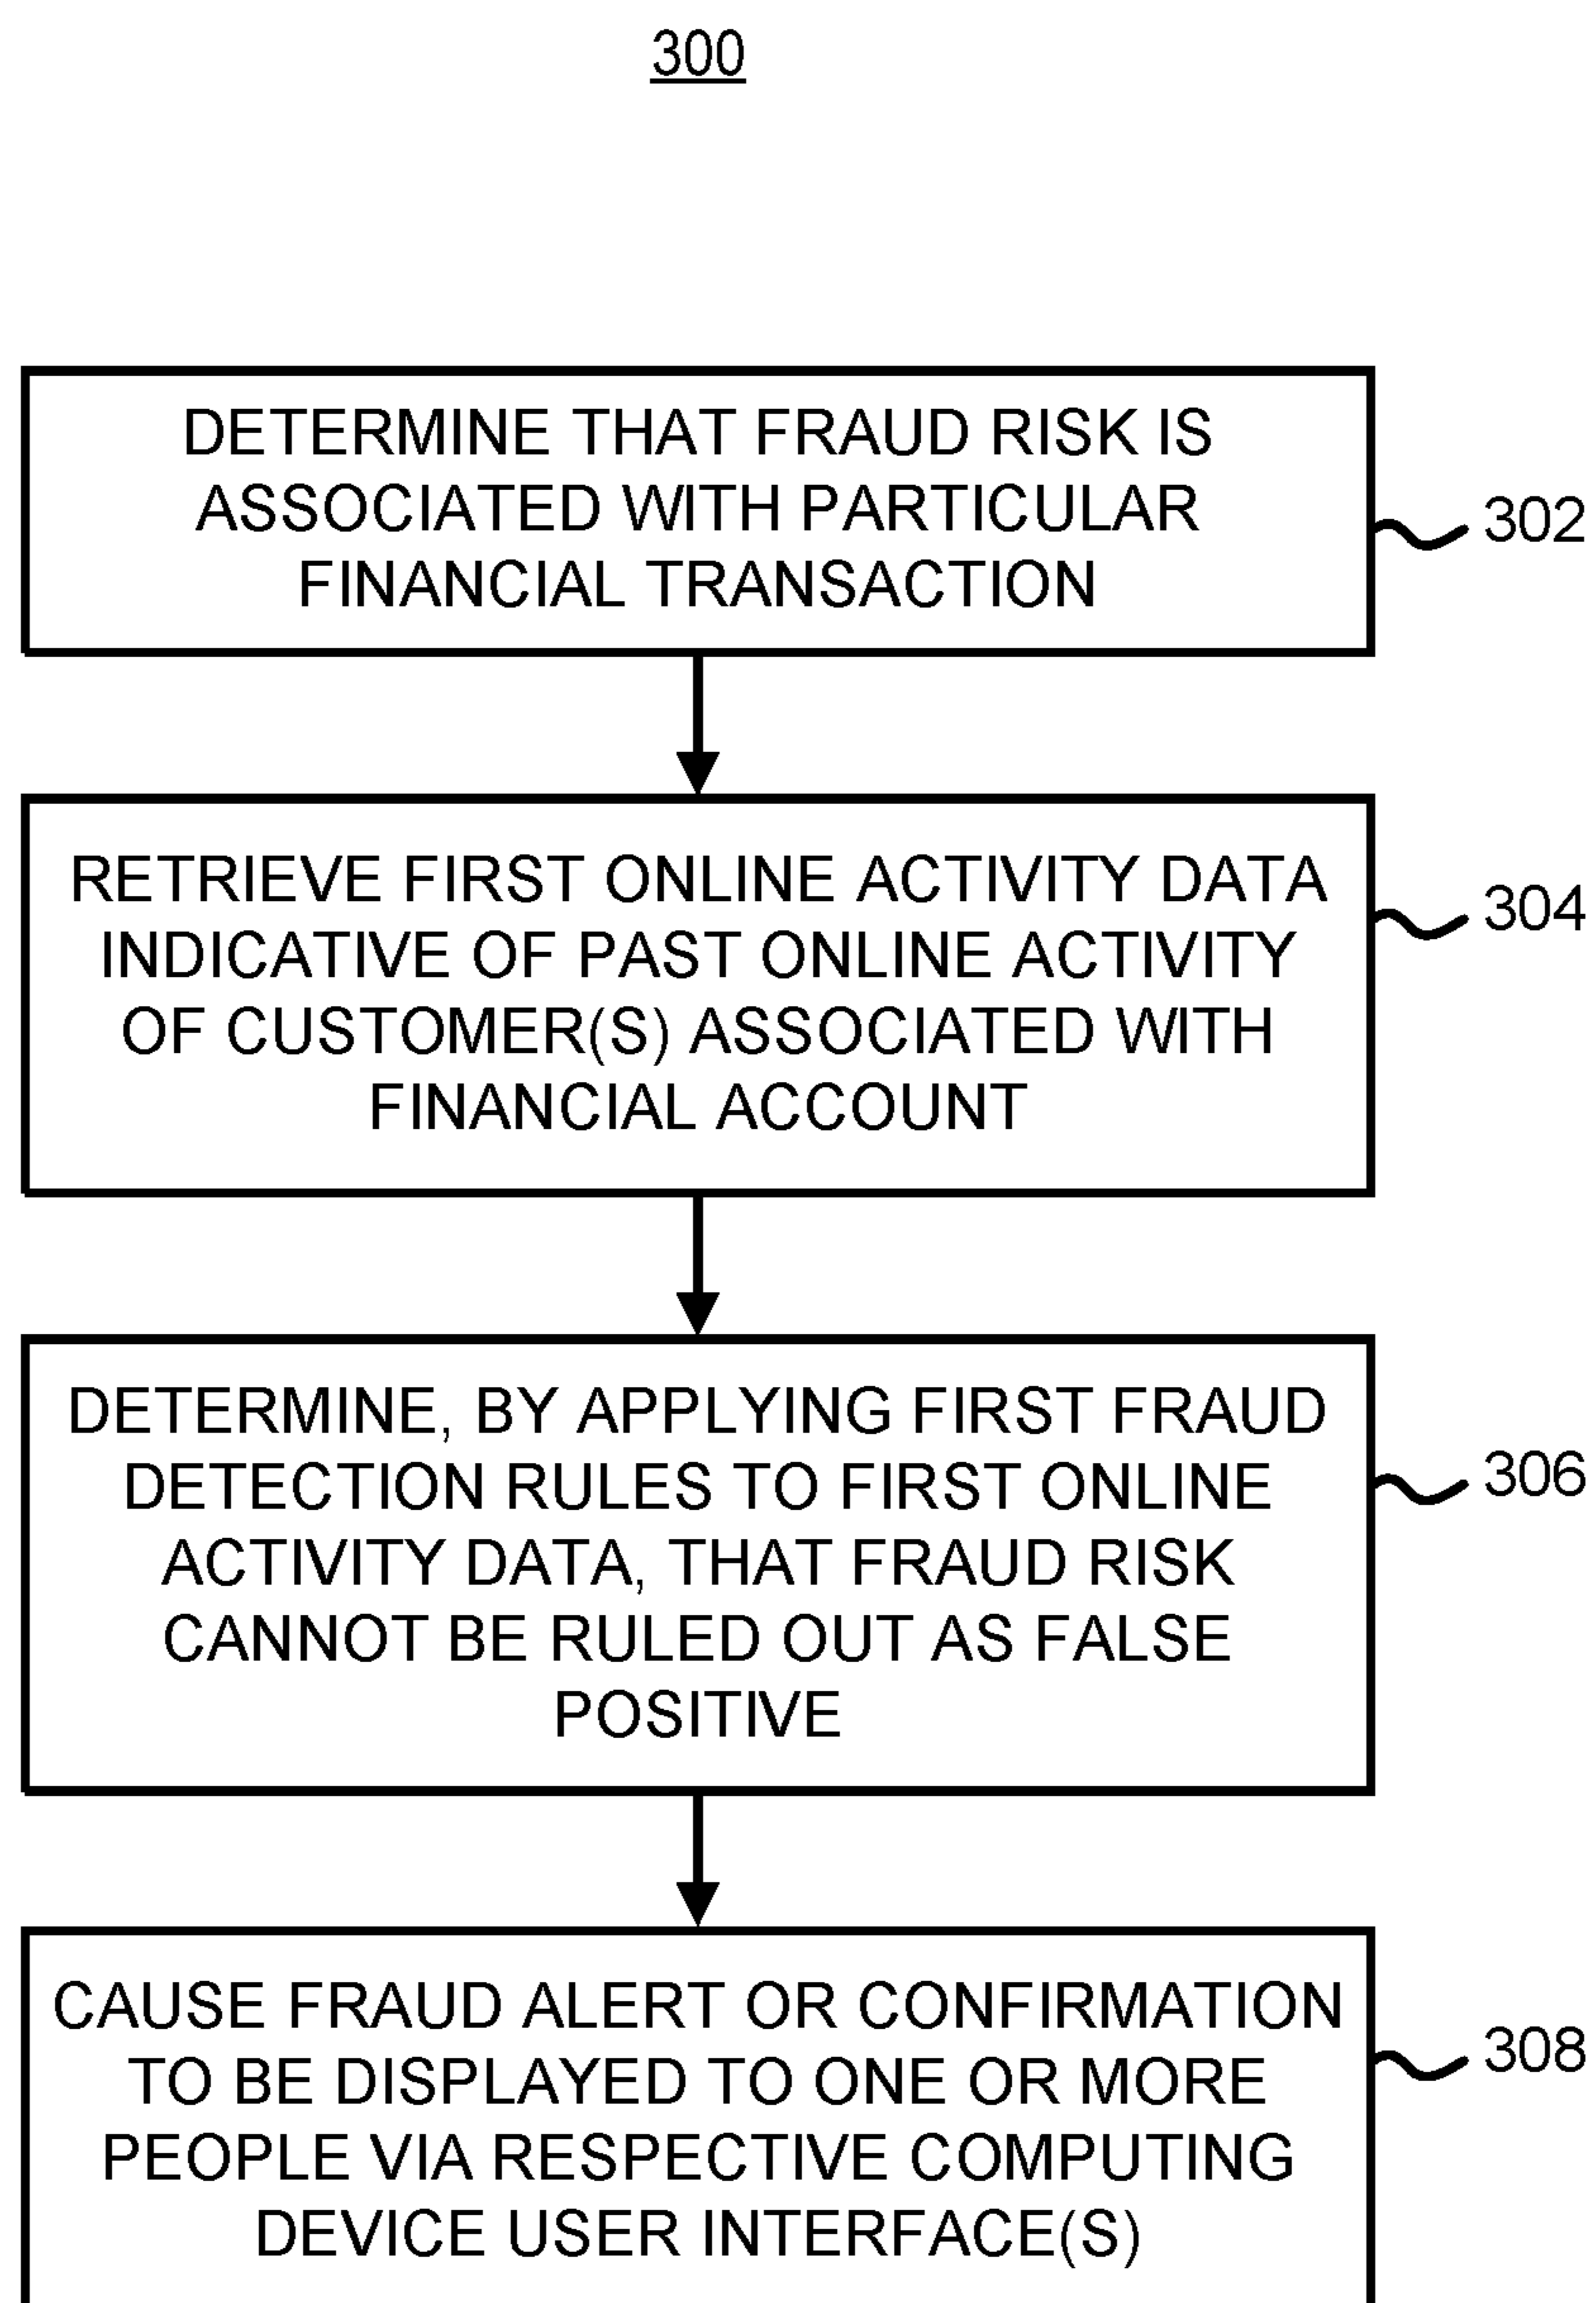 300
DETERMINE THAT FRAUD RISK IS
ASSOCIATED WITH PARTICULAR
FINANCIAL TRANSACTION
302
RETRIEVE FIRST ONLINE ACTIVITY DATA
INDICATIVE OF PAST ONLINE ACTIVITY
OF CUSTOMER(S) ASSOCIATED WITH
FINANCIAL ACCOUNT
304
DETERMINE, BY APPLYING FIRST FRAUD
DETECTION RULES TO FIRST ONLINE
ACTIVITY DATA, THAT FRAUD RISK
CANNOT BE RULED OUT AS FALSE
POSITIVE
306
CAUSE FRAUD ALERT OR CONFIRMATION
TO BE DISPLAYED TO ONE OR MORE
PEOPLE VIA RESPECTIVE COMPUTING
DEVICE USER INTERFACE(S)
308